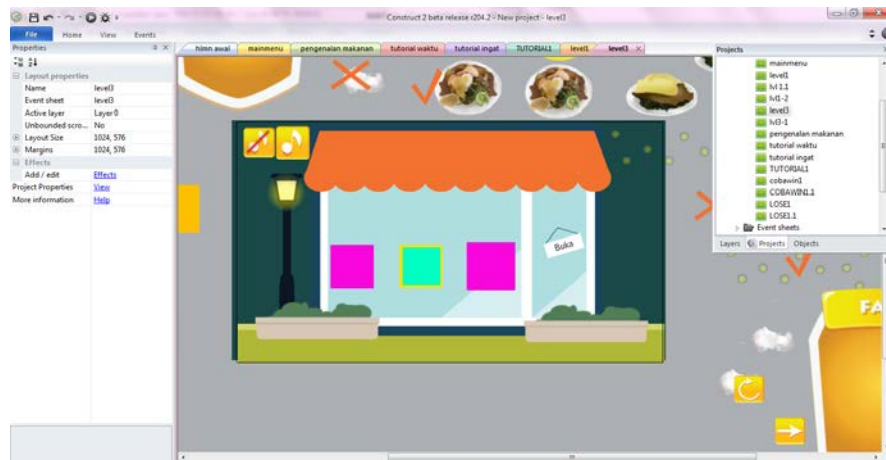 Construct 2 beta release r204.2 - New project - level3
File Home View Events
Properties
himn awal mainmenu pengenalan makanan tutorial waktu tutorial ingat TUTORIAL1 level1 level3
Layout properties
Name level3
Event sheet level3
Active layer Layer 0
Unbounded scro... No
Layout Size 1024, 576
Margins 1024, 576
Effects
Add / edit Effects
Project Properties View
More information Help
Buka
Projects
mainmenu
level1
lvl 1.1
lvl1-2
level3
lvl3-1
pengenalan makanan
tutorial waktu
tutorial ingat
TUTORIAL1
cobawin1
COBAWIN1.1
LOSE1
LOSE1.1
Event sheets
Layers Projects Objects
FA